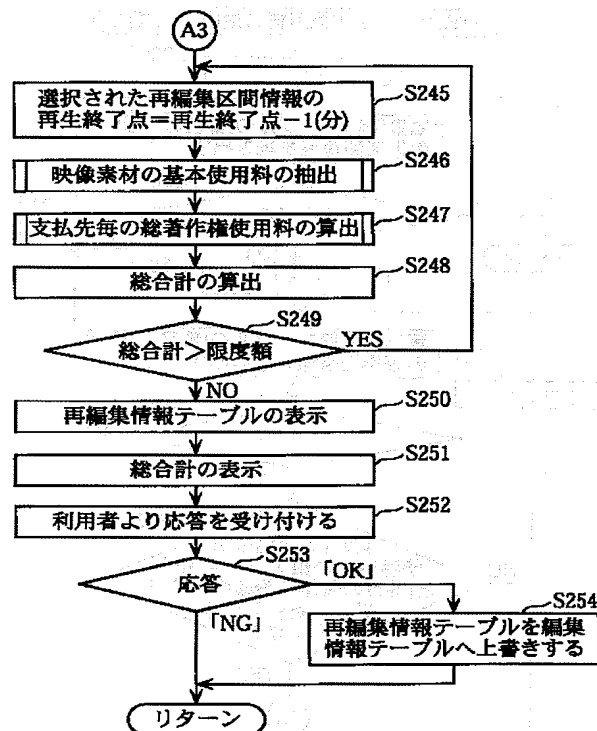 A3
選択された再編集区間情報の
再生終了点=再生終了点-1(分)
S245
映像素材の基本使用料の抽出
S246
支払先毎の総著作権使用料の算出
S247
総合計の算出
S248
総合計>限度額
S249
YES
NO
再編集情報テーブルの表示
S250
総合計の表示
S251
利用者より応答を受け付ける
S252
応答
S253
「OK」
「NG」
再編集情報テーブルを編集
情報テーブルへ上書きする
S254
リターン